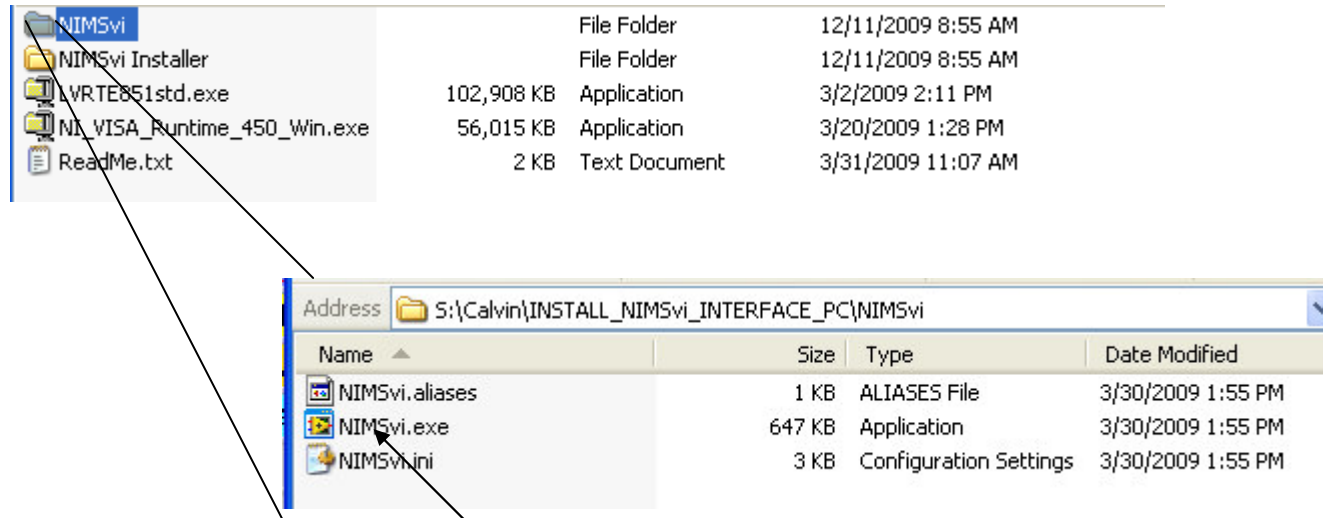 NIMSvi File Folder 12/11/2009 8:55 AM
NIMSvi Installer File Folder 12/11/2009 8:55 AM
LVRTE851std.exe 102,908 KB Application 3/2/2009 2:11 PM
NI_VISA_Runtime_450_Win.exe 56,015 KB Application 3/20/2009 1:28 PM
ReadMe.txt 2 KB Text Document 3/31/2009 11:07 AM
Address S:\Calvin\INSTALL_NIMSvi_INTERFACE_PC\NIMSvi
Name Size Type Date Modified
NIMSvi.aliases 1 KB ALIASES File 3/30/2009 1:55 PM
NIMSvi.exe 647 KB Application 3/30/2009 1:55 PM
NIMSvi.ini 3 KB Configuration Settings 3/30/2009 1:55 PM